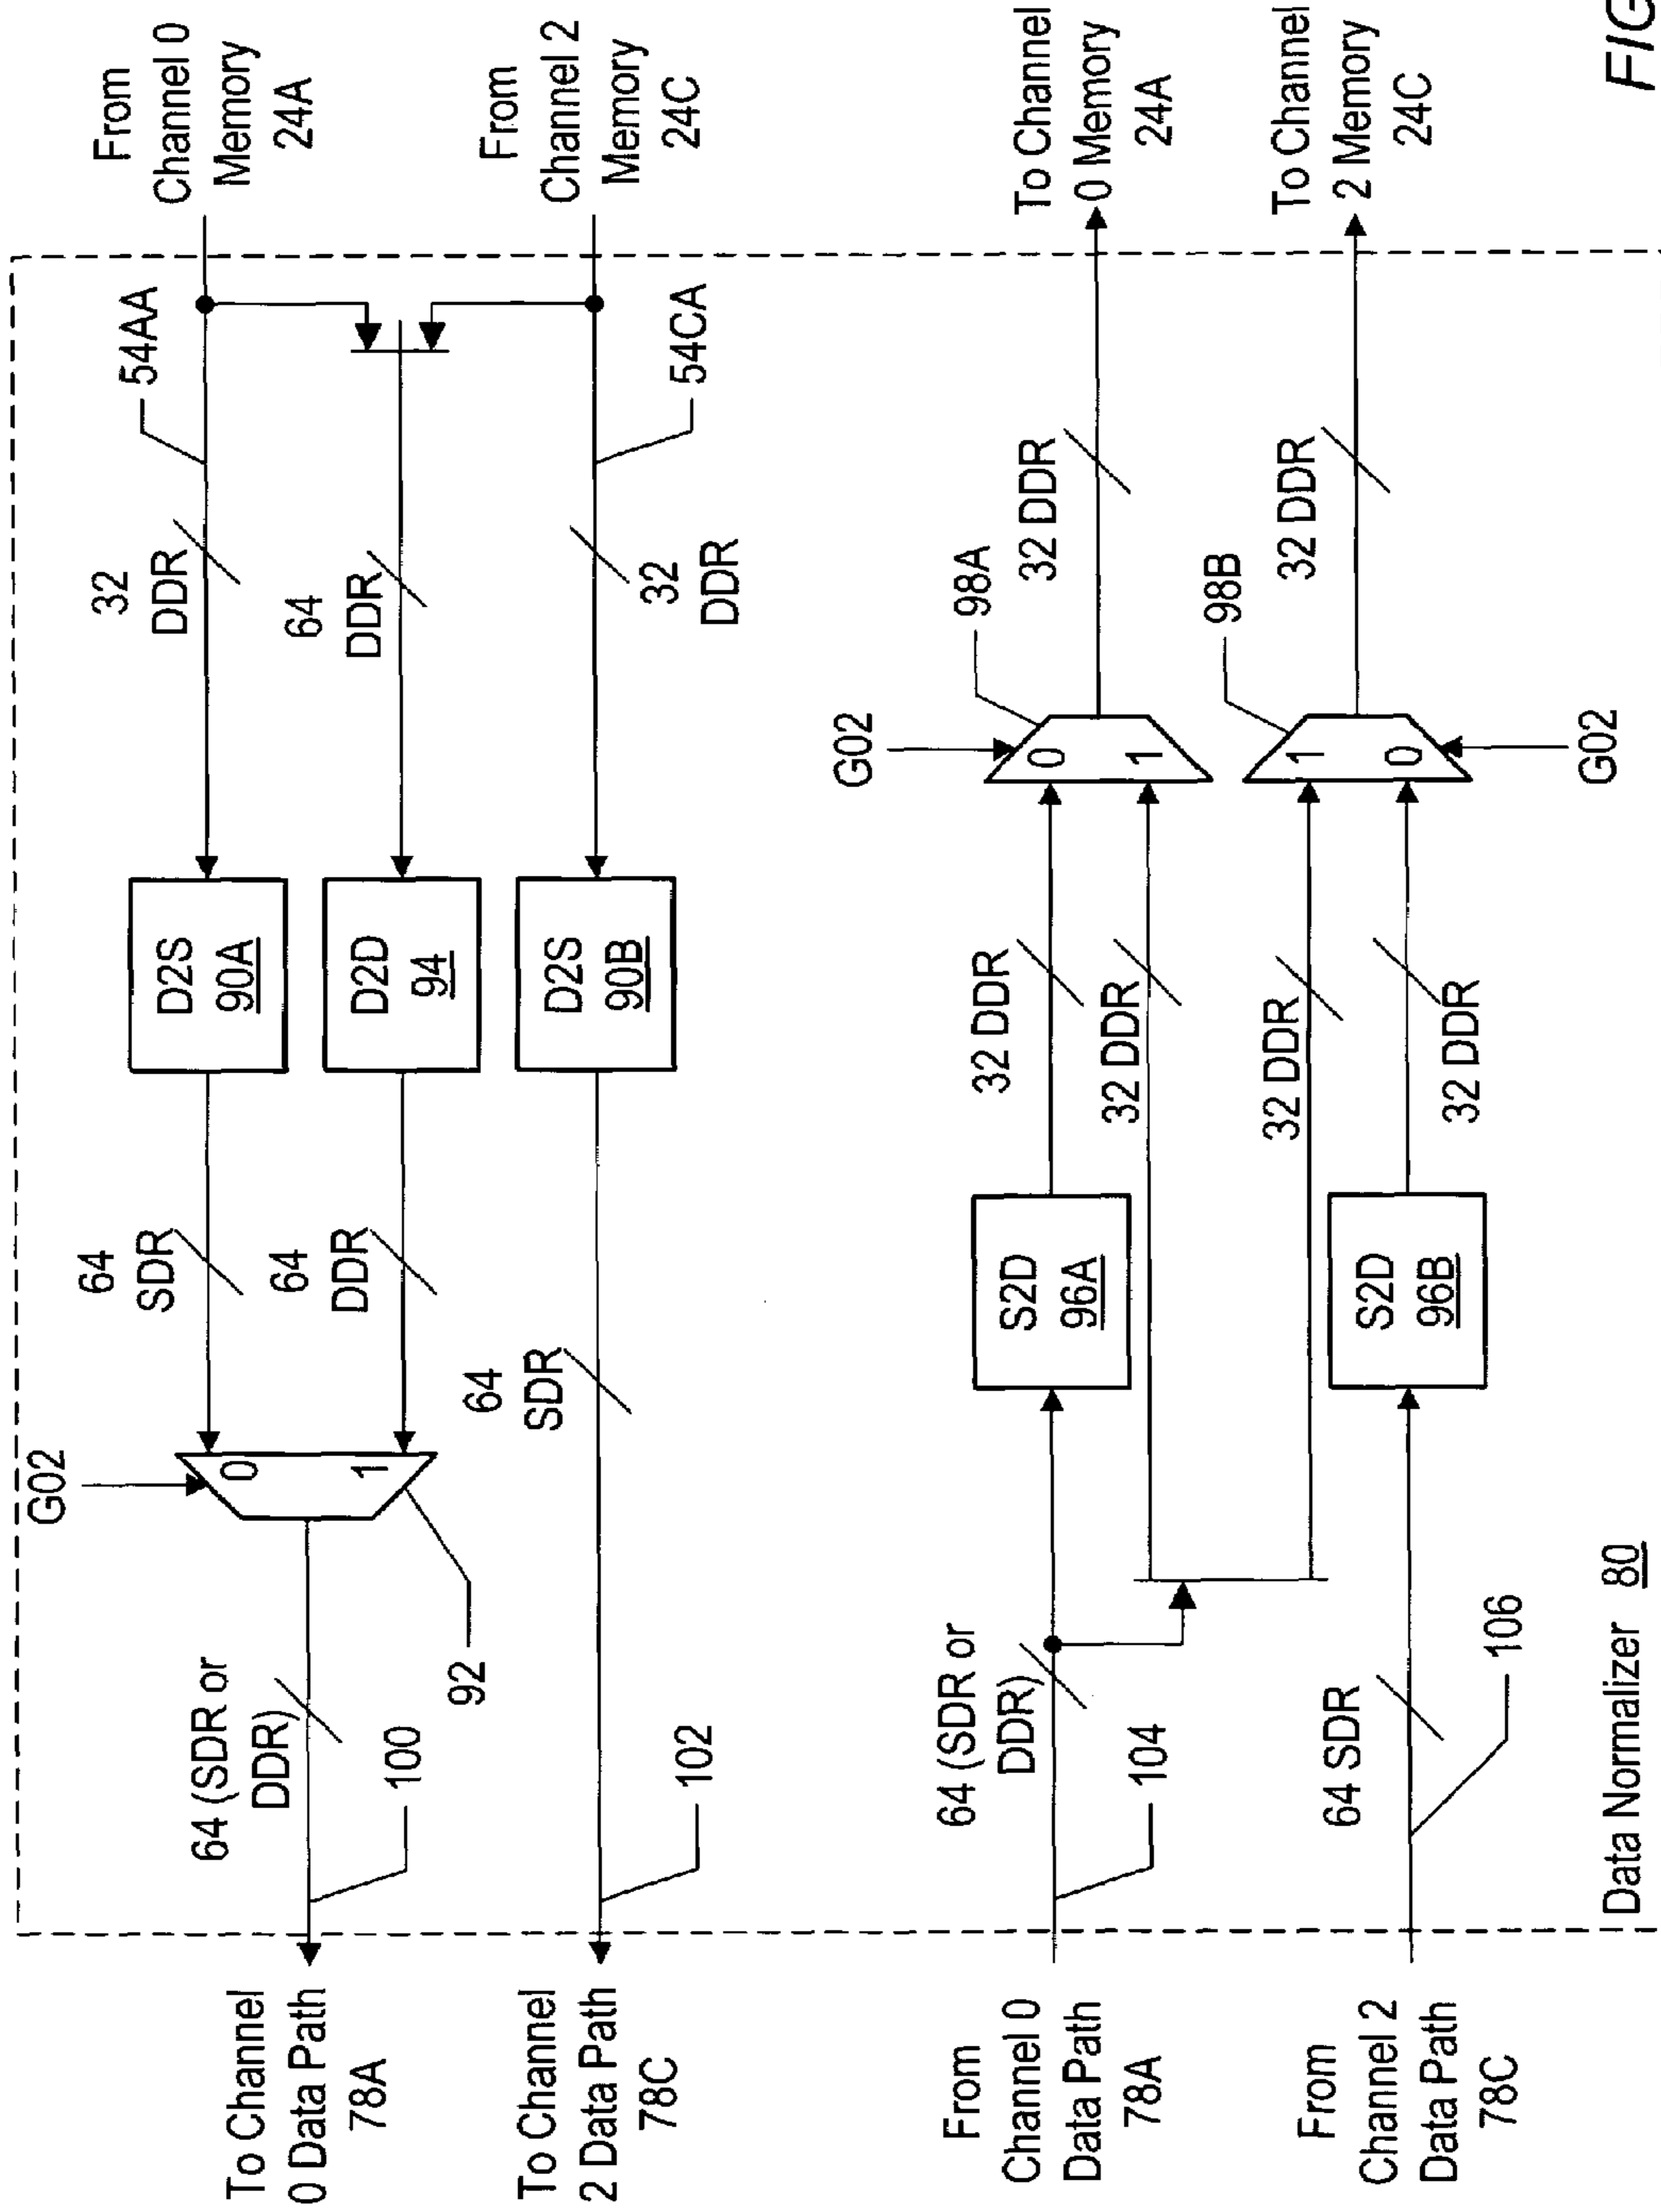 From
Channel 0
Memory
24A
From
Channel 2
Memory
24C
54AA
54CA
32
DDR
64
DDR
32
DDR
D2S
90A
D2D
94
D2S
90B
64
SDR
64
DDR
64
SDR
G02
0
1
92
64 (SDR or
DDR)
100
102
To Channel
0 Data Path
78A
To Channel
2 Data Path
78C
From
Channel 0
Data Path
78A
From
Channel 2
Data Path
78C
64 (SDR or
DDR)
104
64 SDR
106
S2D
96A
S2D
96B
32 DDR
32 DDR
32 DDR
32 DDR
G02
0
1
98A
1
0
98B
G02
32 DDR
32 DDR
To Channel
0 Memory
24A
To Channel
2 Memory
24C
Data Normalizer 80
FIG